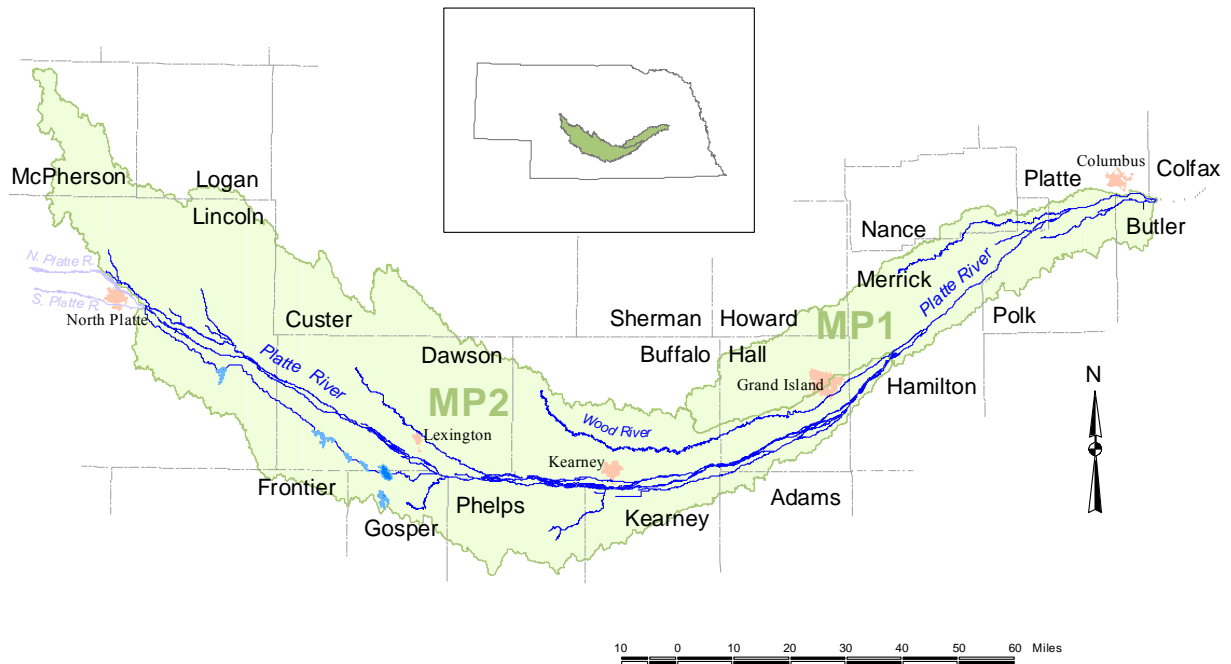 Columbus
McPherson
Logan
Platte
Colfax
Lincoln
Nance
Butler
N. Platte R.
Merrick
S. Platte R.
Platte River
North Platte
Custer
Sherman
Howard
MP1
Polk
Platte River
Dawson
Buffalo
Hall
N
Grand Island
Hamilton
MP2
Wood River
Lexington
Kearney
Frontier
Phelps
Adams
Gosper
Kearney
10 0 10 20 30 40 50 60 Miles